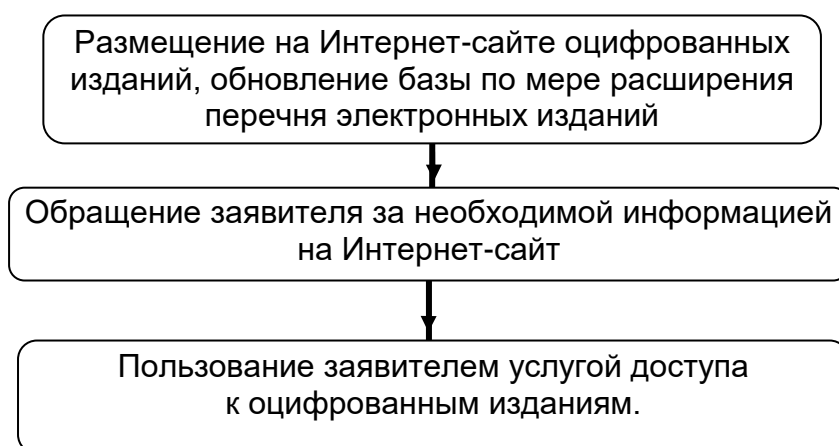 Размещение на Интернет-сайте оцифрованных
изданий, обновление базы по мере расширения
перечня электронных изданий
Обращение заявителя за необходимой информацией
на Интернет-сайт
Пользование заявителем услугой доступа
к оцифрованным изданиям.